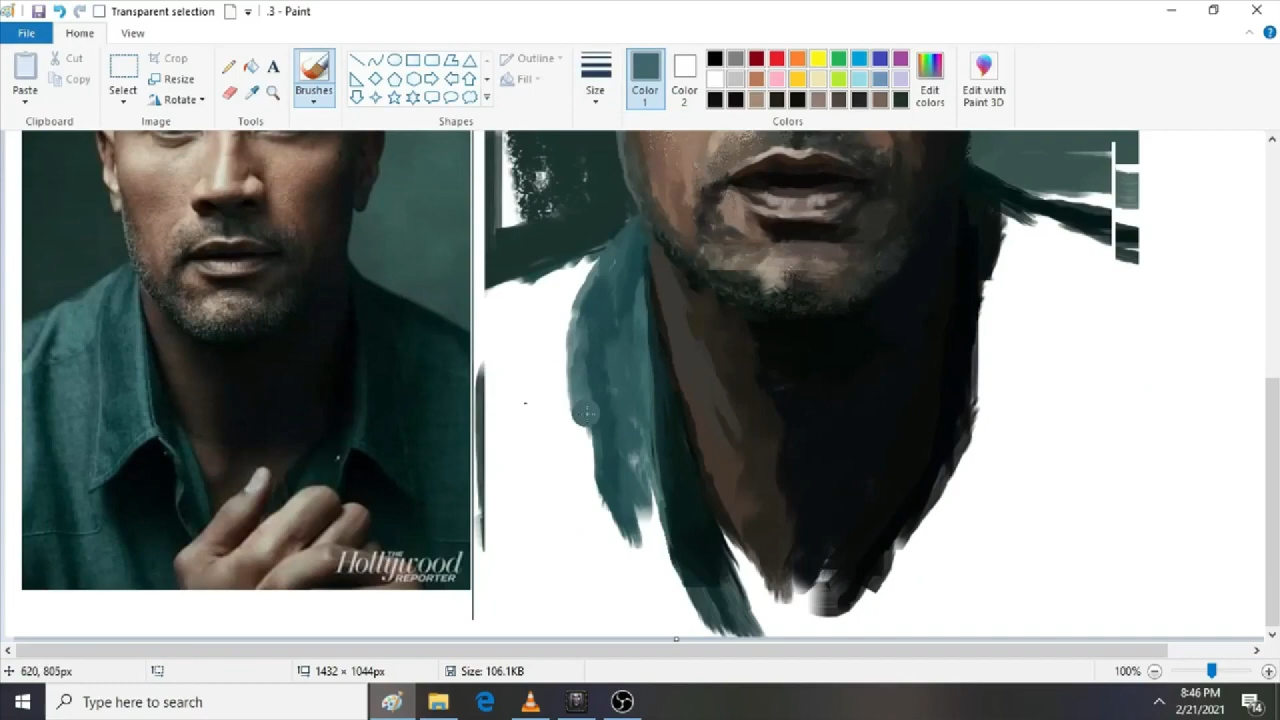 Transparent selection
.3 - Paint
File
Home
View
Paste
Cut
Copy
Select
Crop
Resize
Rotate
A
Brushes
Outline
Fill
Size
Color 1
Color 2
Edit colors
Edit with Paint 3D
Clipboard
Image
Tools
Shapes
Colors
THE
Hollywood
REPORTER
620, 805px
1432 × 1044px
Size: 106.1KB
100%
Type here to search
8:46 PM
2/21/2021
14